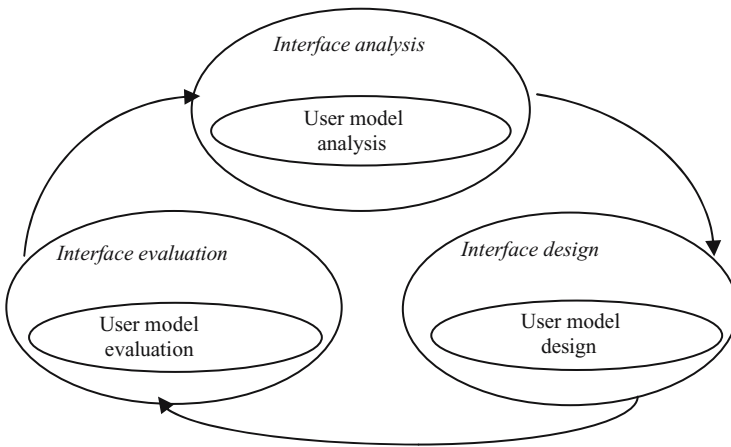 Interface analysis
User model
analysis
Interface evaluation
User model
evaluation
Interface design
User model
design